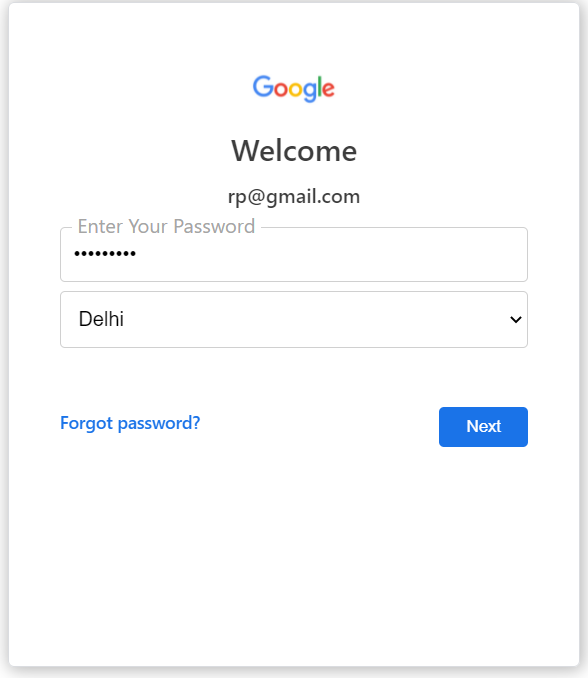 Google
Welcome
rp@gmail.com
Enter Your Password
•••••••••
Delhi
Forgot password?
Next